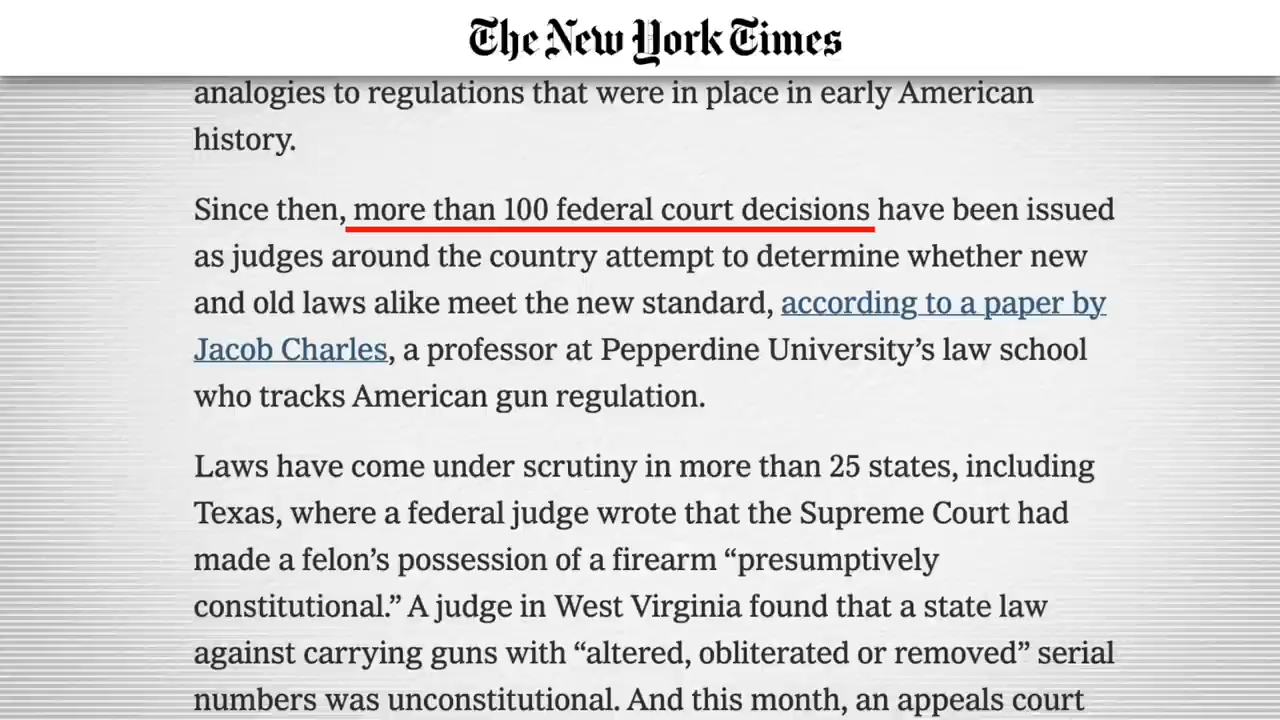 The New York Times
analogies to regulations that were in place in early American
history.
Since then, more than 100 federal court decisions have been issued
as judges around the country attempt to determine whether new
and old laws alike meet the new standard, according to a paper by
Jacob Charles, a professor at Pepperdine University’s law school
who tracks American gun regulation.
Laws have come under scrutiny in more than 25 states, including
Texas, where a federal judge wrote that the Supreme Court had
made a felon’s possession of a firearm “presumptively
constitutional.” A judge in West Virginia found that a state law
against carrying guns with “altered, obliterated or removed” serial
numbers was unconstitutional. And this month, an appeals court